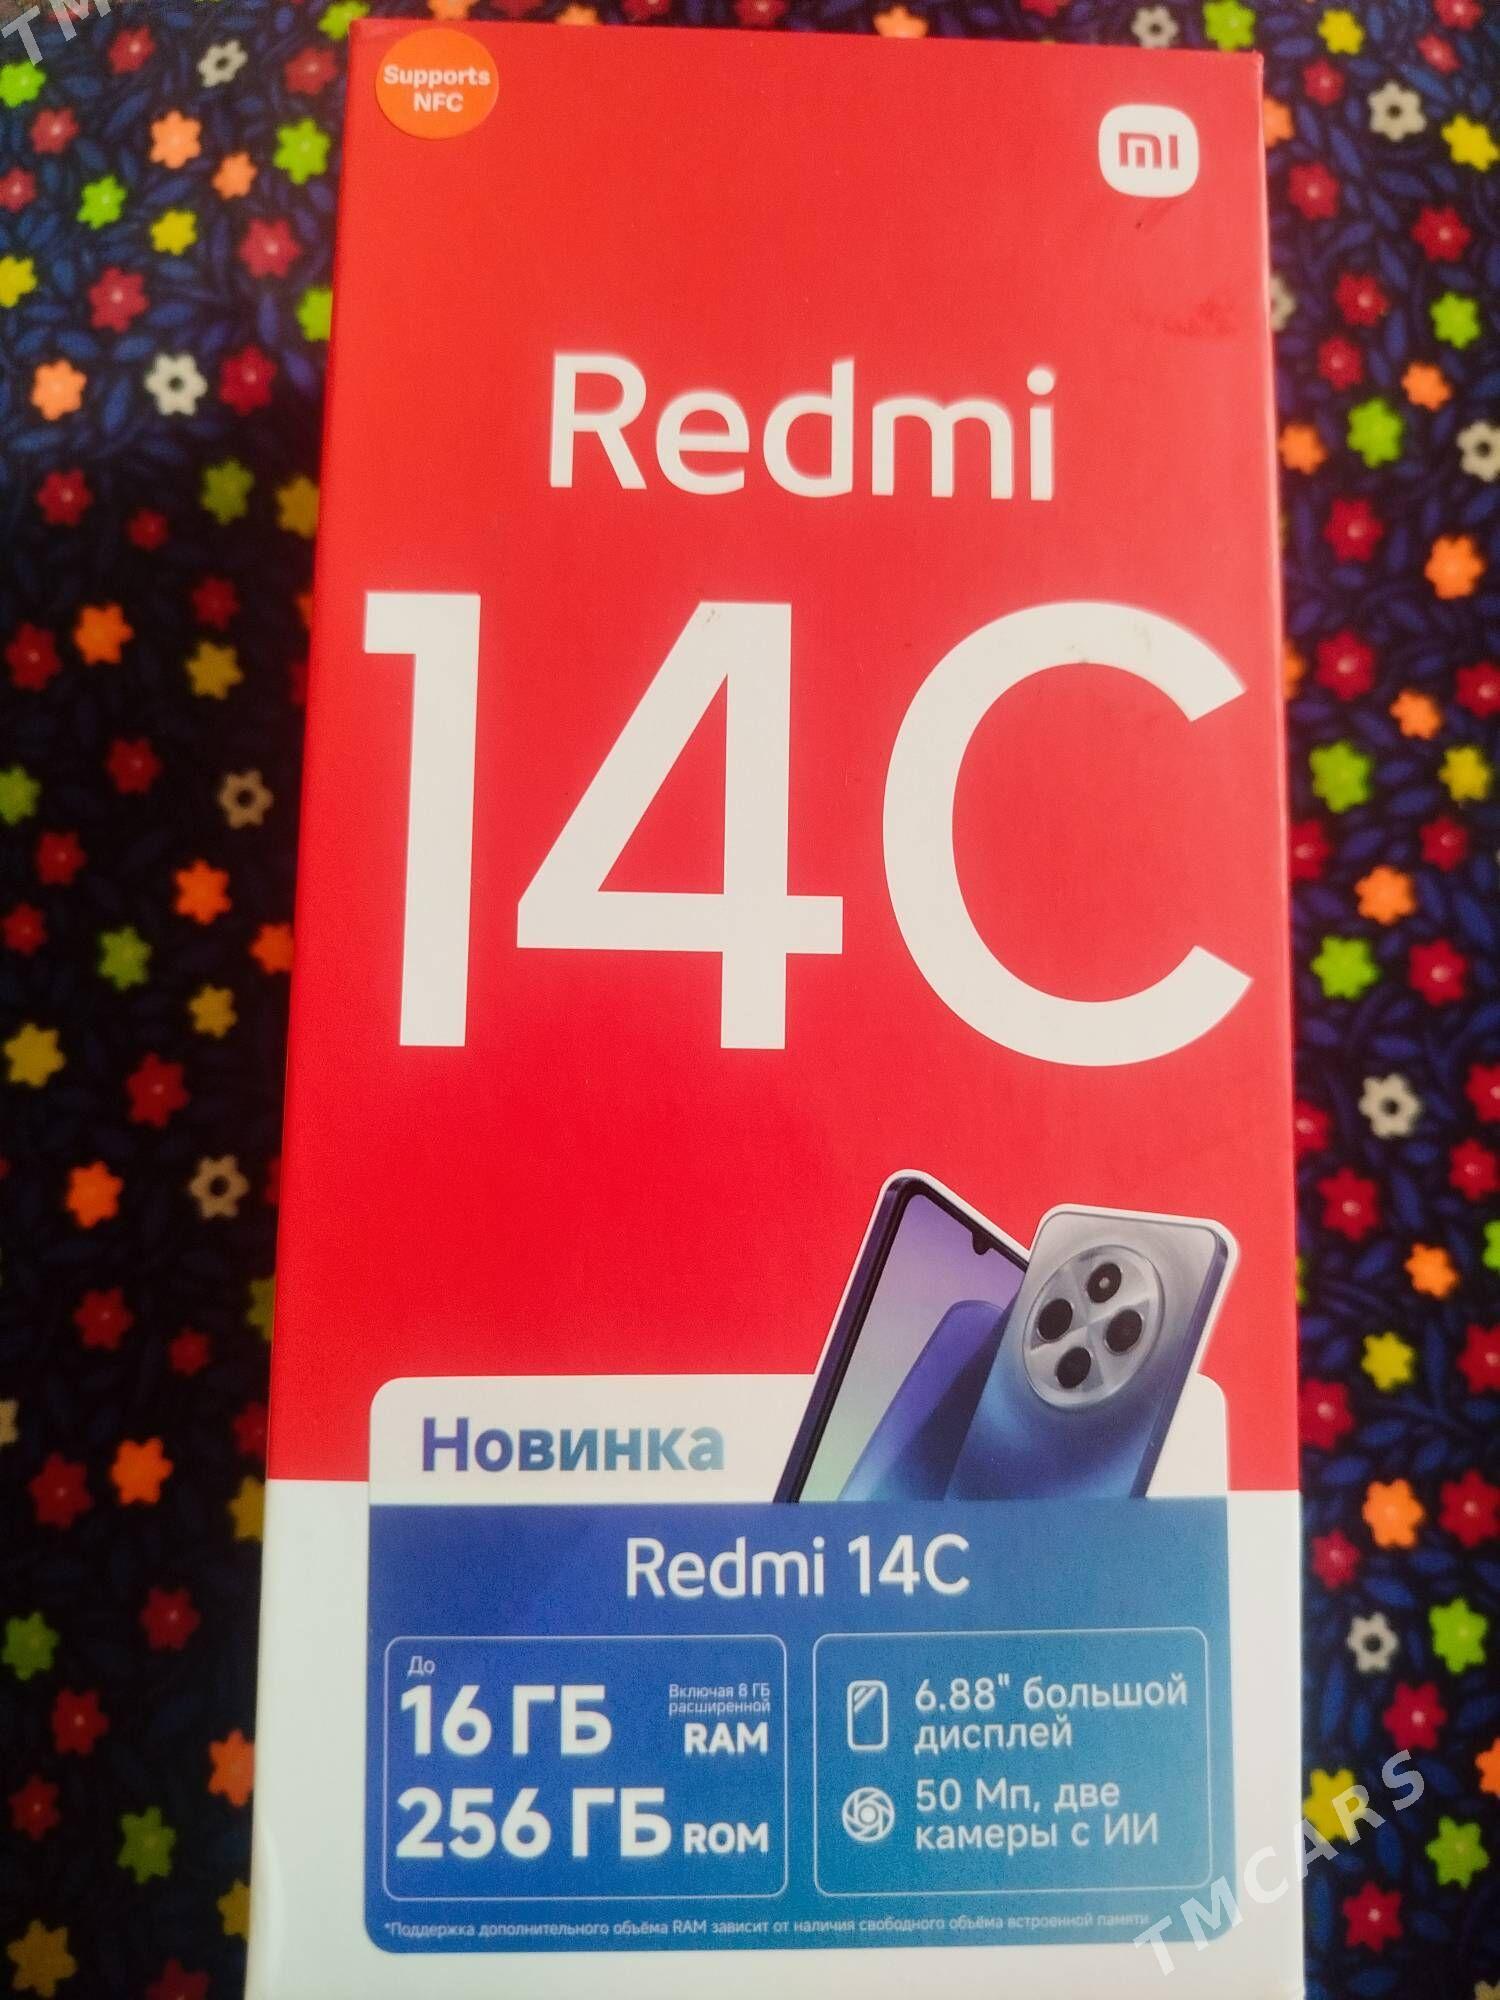 TM
Supports
NFC
mi
Redmi
14C
Новинка
Redmi 14C
До
16 ГБ
Включая 8 ГБ
расширенной
RAM
256 ГБ ROM
6.88" большой
дисплей
50 Мп, две
камеры с ИИ
*Поддержка дополнительного объёма RAM зависит от наличия свободного объёма встроенной памяти
TMCARS